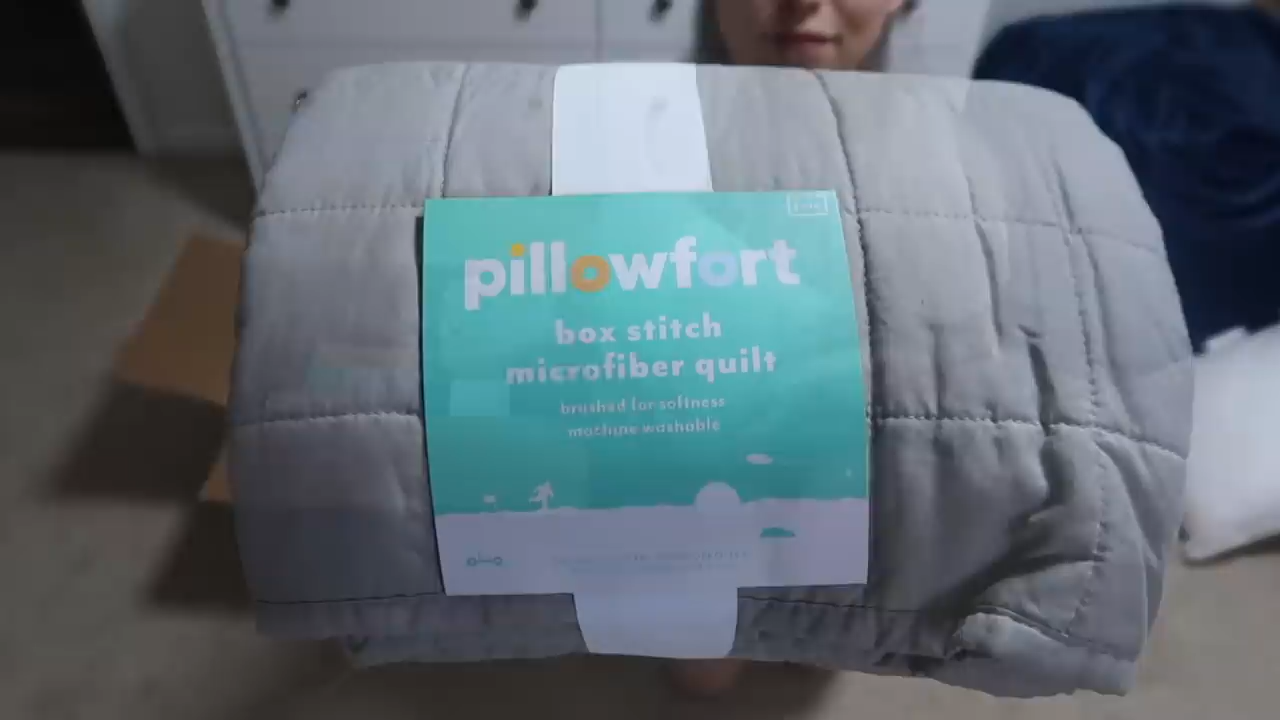 pillowfort
box stitch
microfiber quilt
brushed for softness
machine washable